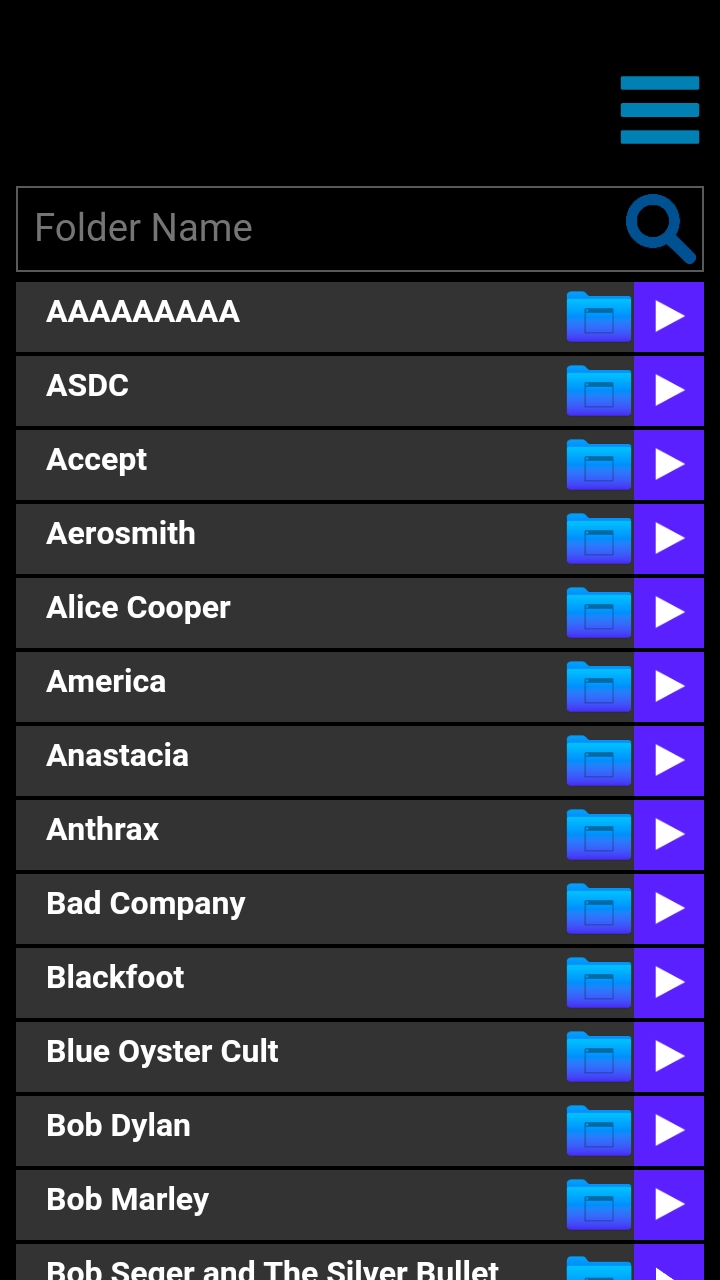 Folder Name
AAAAAAAAA
ASDC
Accept
Aerosmith
Alice Cooper
America
Anastacia
Anthrax
Bad Company
Blackfoot
Blue Oyster Cult
Bob Dylan
Bob Marley
Bob Seger and The Silver Bullet